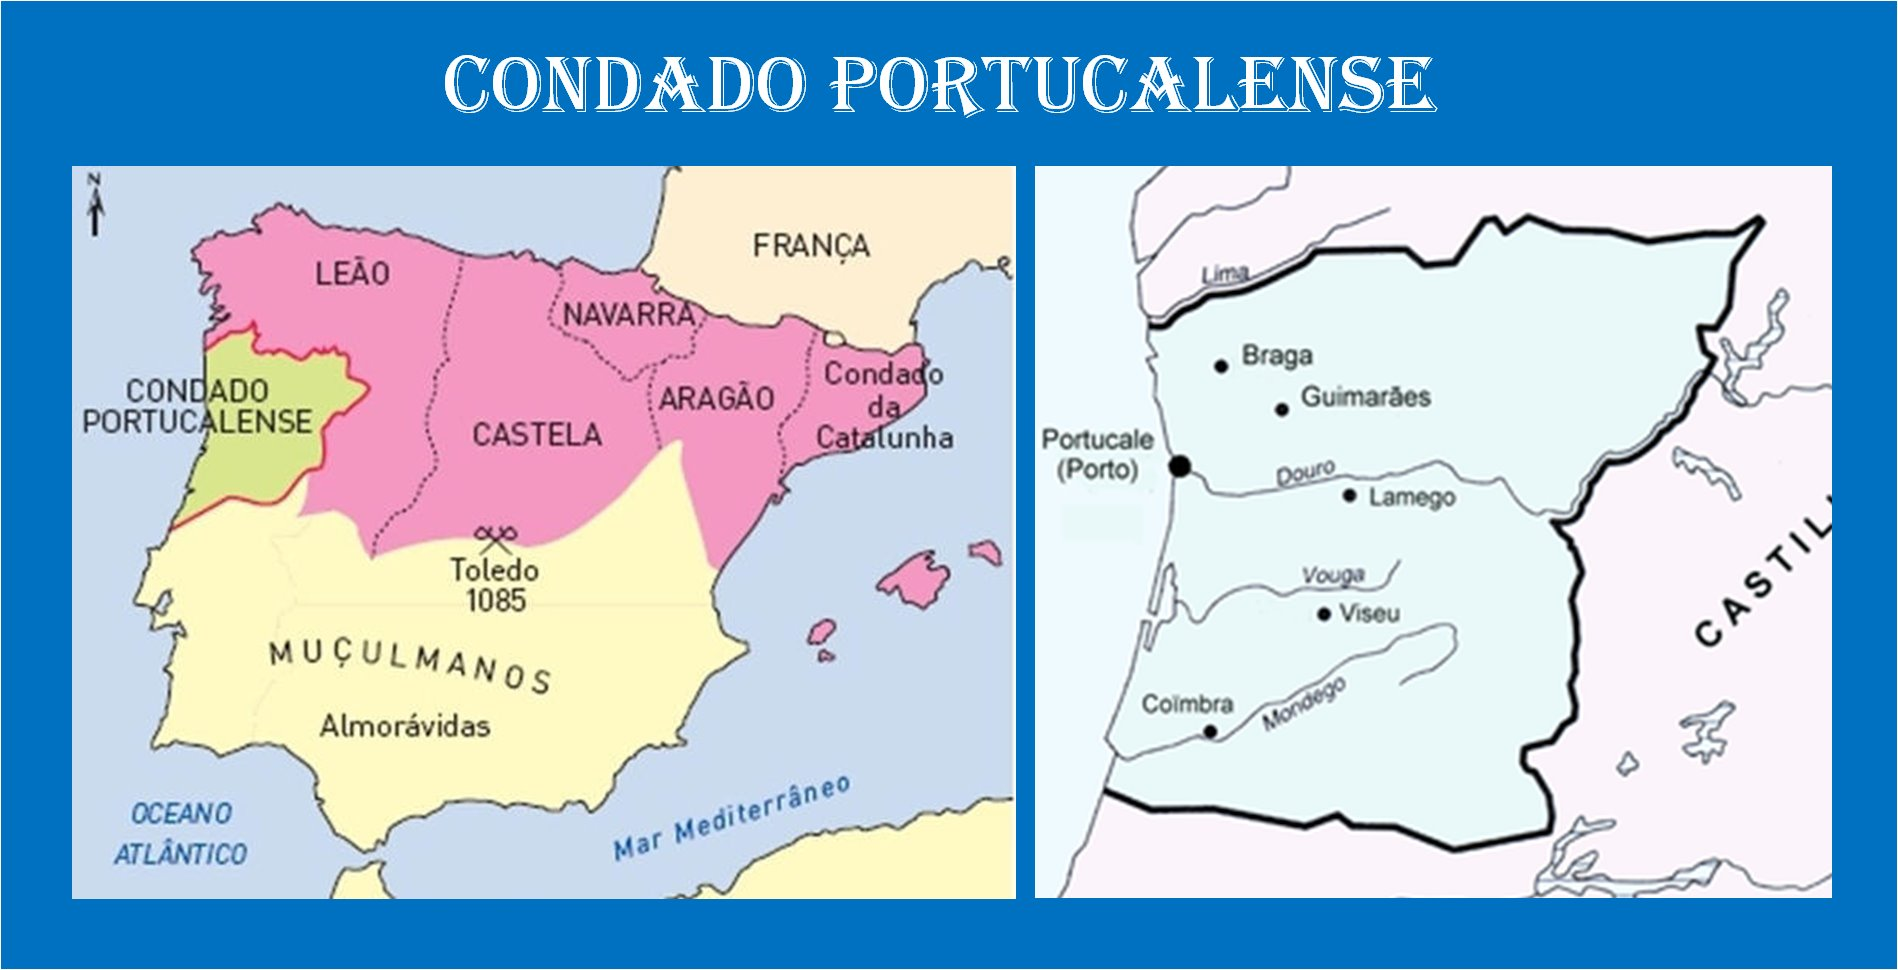 CONDADO PORTUCALENSE
N
FRANÇA
LEÃO
NAVARRA
CONDADO
PORTUCALENSE
CASTELA
ARAGÃO
Condado
da
Catalunha
Toledo
1085
MUÇULMANOS
Almorávidas
OCEANO
ATLÂNTICO
Mar Mediterrâneo
Lima
Braga
Guimarães
Portucale
(Porto)
Douro
Lamego
Vouga
Viseu
Coïmbra
Mondego
CASTIL